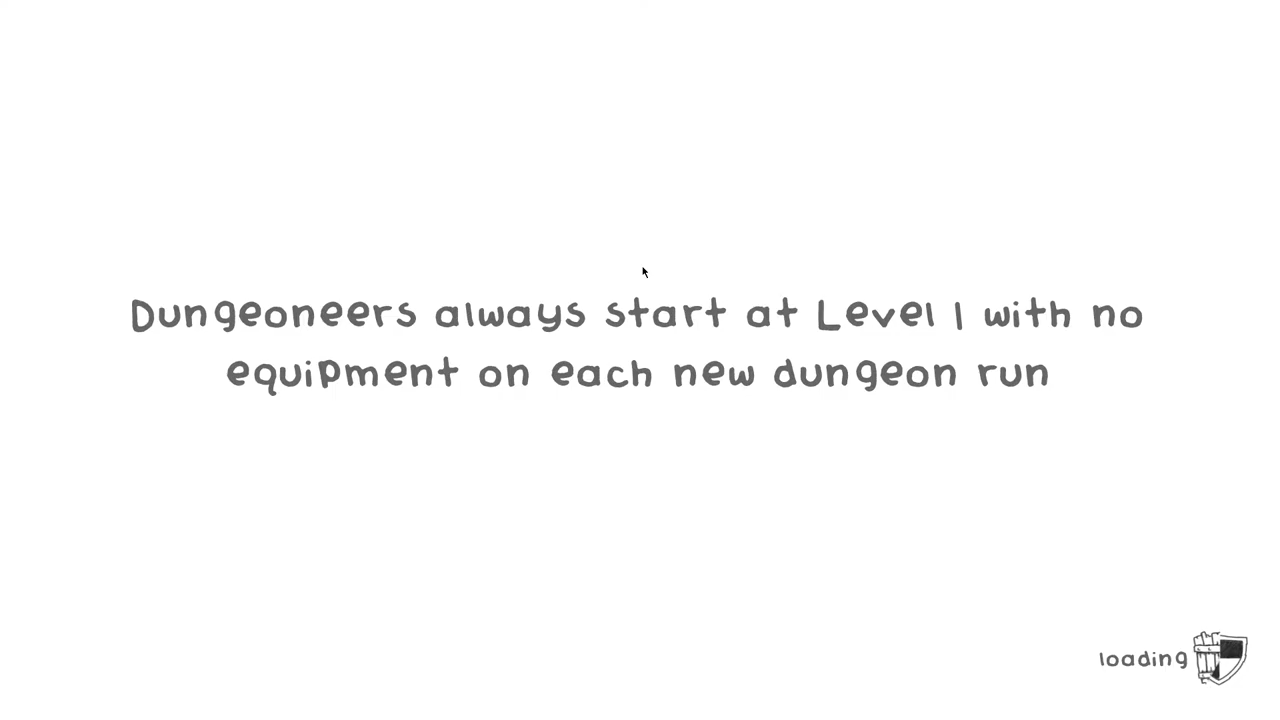 Dungeoneers always start at Level 1 with no
equipment on each new dungeon run
loading